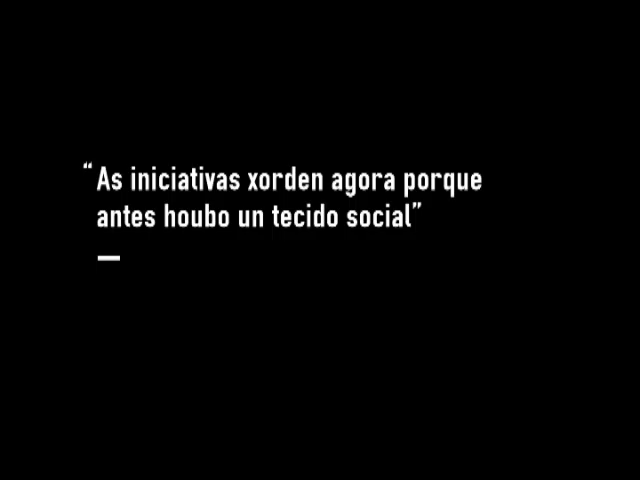 “As iniciativas xorden agora porque
antes houbo un tecido social”